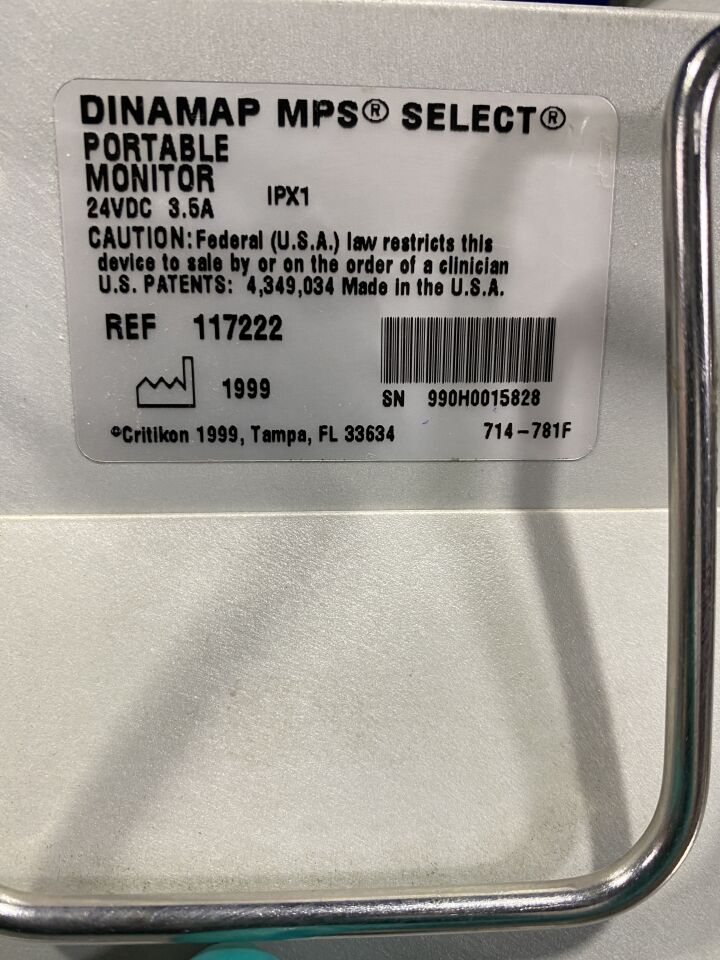 DINAMAP MPS® SELECT®
PORTABLE
MONITOR
24VDC 3.5A IPX1
CAUTION: Federal (U.S.A.) law restricts this
device to sale by or on the order of a clinician
U.S. PATENTS: 4,349,034 Made in the U.S.A.
REF 117222
1999
SN 990H0015828
©Critikon 1999, Tampa, FL 33634
714-781F